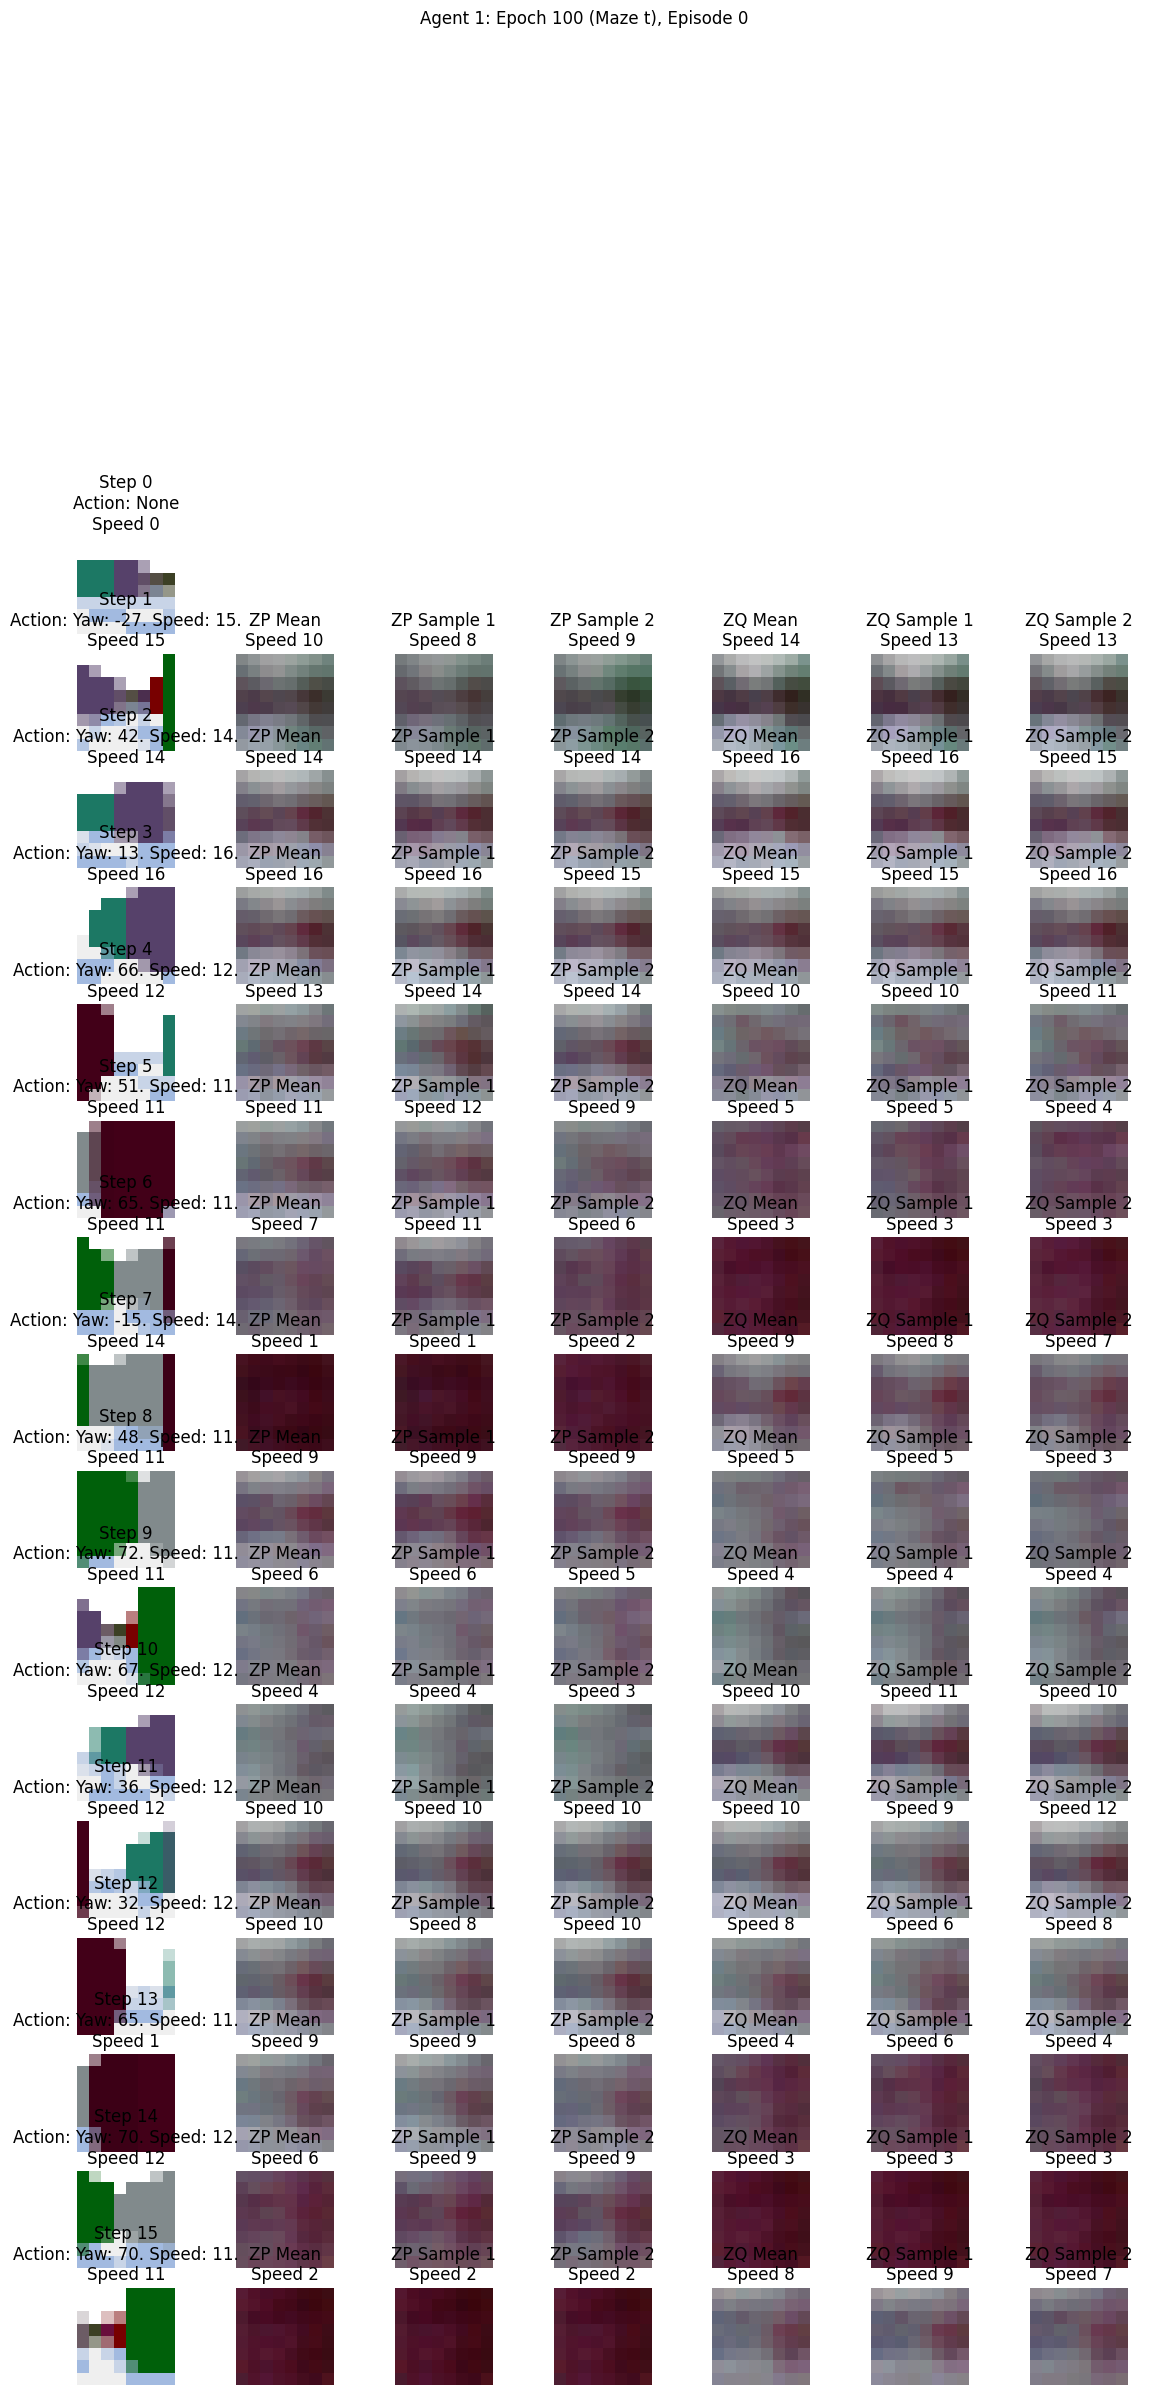 Agent 1: Epoch 100 (Maze t), Episode 0
Step 0
Action: None
Speed 0
Step 1
Action: Yaw: -27. Speed: 15.
Speed 15
ZP Mean
Speed 10
ZP Sample 1
Speed 8
ZP Sample 2
Speed 9
ZQ Mean
Speed 14
ZQ Sample 1
Speed 13
ZQ Sample 2
Speed 13
Step 2
Action: Yaw: 42. Speed: 14.
Speed 14
ZP Mean
Speed 14
ZP Sample 1
Speed 14
ZP Sample 2
Speed 14
ZQ Mean
Speed 16
ZQ Sample 1
Speed 16
ZQ Sample 2
Speed 15
Step 3
Action: Yaw: 13. Speed: 16.
Speed 16
ZP Mean
Speed 16
ZP Sample 1
Speed 16
ZP Sample 2
Speed 15
ZQ Mean
Speed 15
ZQ Sample 1
Speed 15
ZQ Sample 2
Speed 16
Step 4
Action: Yaw: 66. Speed: 12.
Speed 12
ZP Mean
Speed 13
ZP Sample 1
Speed 14
ZP Sample 2
Speed 14
ZQ Mean
Speed 10
ZQ Sample 1
Speed 10
ZQ Sample 2
Speed 11
Step 5
Action: Yaw: 51. Speed: 11.
Speed 11
ZP Mean
Speed 11
ZP Sample 1
Speed 12
ZP Sample 2
Speed 9
ZQ Mean
Speed 5
ZQ Sample 1
Speed 5
ZQ Sample 2
Speed 4
Step 6
Action: Yaw: 65. Speed: 11.
Speed 11
ZP Mean
Speed 7
ZP Sample 1
Speed 11
ZP Sample 2
Speed 6
ZQ Mean
Speed 3
ZQ Sample 1
Speed 3
ZQ Sample 2
Speed 3
Step 7
Action: Yaw: -15. Speed: 14.
Speed 14
ZP Mean
Speed 1
ZP Sample 1
Speed 1
ZP Sample 2
Speed 2
ZQ Mean
Speed 9
ZQ Sample 1
Speed 8
ZQ Sample 2
Speed 7
Step 8
Action: Yaw: 48. Speed: 11.
Speed 11
ZP Mean
Speed 9
ZP Sample 1
Speed 9
ZP Sample 2
Speed 9
ZQ Mean
Speed 5
ZQ Sample 1
Speed 5
ZQ Sample 2
Speed 3
Step 9
Action: Yaw: 72. Speed: 11.
Speed 11
ZP Mean
Speed 6
ZP Sample 1
Speed 6
ZP Sample 2
Speed 5
ZQ Mean
Speed 4
ZQ Sample 1
Speed 4
ZQ Sample 2
Speed 4
Step 10
Action: Yaw: 67. Speed: 12.
Speed 12
ZP Mean
Speed 4
ZP Sample 1
Speed 4
ZP Sample 2
Speed 3
ZQ Mean
Speed 10
ZQ Sample 1
Speed 11
ZQ Sample 2
Speed 10
Step 11
Action: Yaw: 36. Speed: 12.
Speed 12
ZP Mean
Speed 10
ZP Sample 1
Speed 10
ZP Sample 2
Speed 10
ZQ Mean
Speed 10
ZQ Sample 1
Speed 9
ZQ Sample 2
Speed 12
Step 12
Action: Yaw: 32. Speed: 12.
Speed 12
ZP Mean
Speed 10
ZP Sample 1
Speed 8
ZP Sample 2
Speed 10
ZQ Mean
Speed 8
ZQ Sample 1
Speed 6
ZQ Sample 2
Speed 8
Step 13
Action: Yaw: 65. Speed: 11.
Speed 1
ZP Mean
Speed 9
ZP Sample 1
Speed 9
ZP Sample 2
Speed 8
ZQ Mean
Speed 4
ZQ Sample 1
Speed 6
ZQ Sample 2
Speed 4
Step 14
Action: Yaw: 70. Speed: 12.
Speed 12
ZP Mean
Speed 6
ZP Sample 1
Speed 9
ZP Sample 2
Speed 9
ZQ Mean
Speed 3
ZQ Sample 1
Speed 3
ZQ Sample 2
Speed 3
Step 15
Action: Yaw: 70. Speed: 11.
Speed 11
ZP Mean
Speed 2
ZP Sample 1
Speed 2
ZP Sample 2
Speed 2
ZQ Mean
Speed 8
ZQ Sample 1
Speed 9
ZQ Sample 2
Speed 7